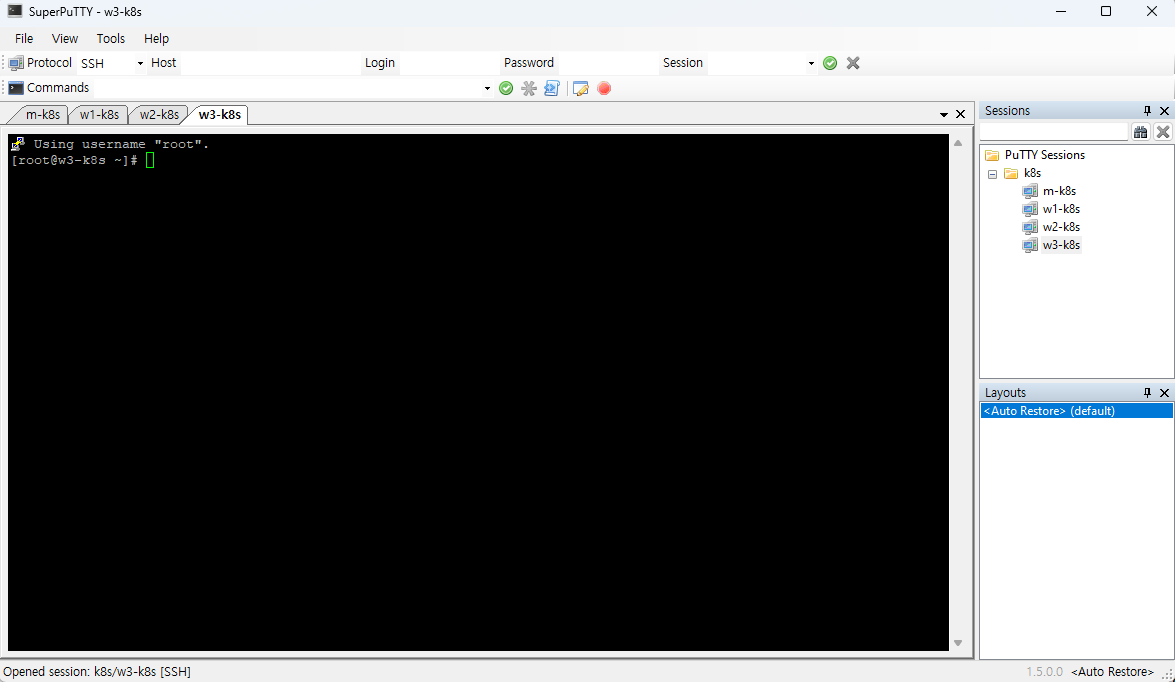 SuperPuTTY - w3-k8s
File View Tools Help
Protocol SSH Host Login Password Session
Commands
m-k8s w1-k8s w2-k8s w3-k8s
Using username "root".
[root@w3-k8s ~]#
Sessions
PuTTY Sessions
k8s
m-k8s
w1-k8s
w2-k8s
w3-k8s
Layouts
<Auto Restore> (default)
Opened session: k8s/w3-k8s [SSH]
1.5.0.0 <Auto Restore>